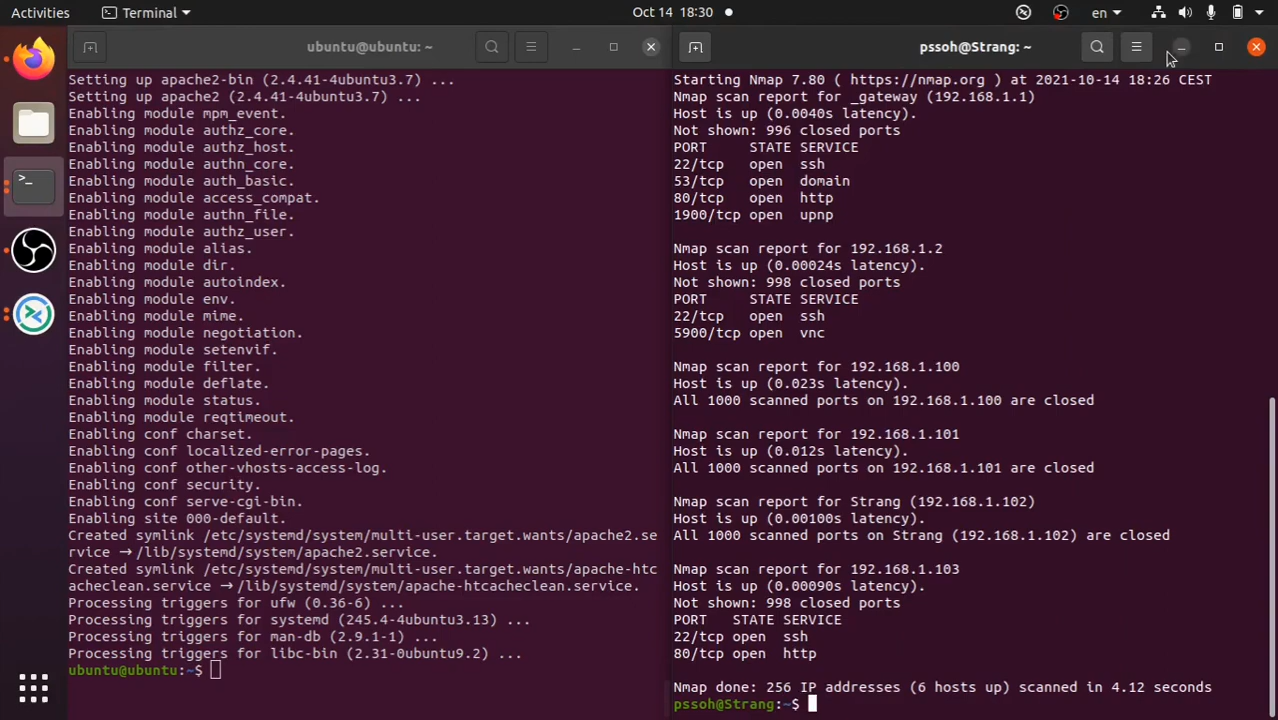 Activities
Terminal
Oct 14 18:30
en
ubuntu@ubuntu: ~
Setting up apache2-bin (2.4.41-4ubuntu3.7) ...
Setting up apache2 (2.4.41-4ubuntu3.7) ...
Enabling module mpm_event.
Enabling module authz_core.
Enabling module authz_host.
Enabling module authn_core.
Enabling module auth_basic.
Enabling module access_compat.
Enabling module authn_file.
Enabling module authz_user.
Enabling module alias.
Enabling module dir.
Enabling module autoindex.
Enabling module env.
Enabling module mime.
Enabling module negotiation.
Enabling module setenvif.
Enabling module filter.
Enabling module deflate.
Enabling module status.
Enabling module reqtimeout.
Enabling conf charset.
Enabling conf localized-error-pages.
Enabling conf other-vhosts-access-log.
Enabling conf security.
Enabling conf serve-cgi-bin.
Enabling site 000-default.
Created symlink /etc/systemd/system/multi-user.target.wants/apache2.se
rvice → /lib/systemd/system/apache2.service.
Created symlink /etc/systemd/system/multi-user.target.wants/apache-htc
acheclean.service → /lib/systemd/system/apache-htcacheclean.service.
Processing triggers for ufw (0.36-6) ...
Processing triggers for systemd (245.4-4ubuntu3.13) ...
Processing triggers for man-db (2.9.1-1) ...
Processing triggers for libc-bin (2.31-0ubuntu9.2) ...
ubuntu@ubuntu:~$
pssoh@Strang: ~
Starting Nmap 7.80 ( https://nmap.org ) at 2021-10-14 18:26 CEST
Nmap scan report for _gateway (192.168.1.1)
Host is up (0.0040s latency).
Not shown: 996 closed ports
PORT     STATE SERVICE
22/tcp   open  ssh
53/tcp   open  domain
80/tcp   open  http
1900/tcp open  upnp
Nmap scan report for 192.168.1.2
Host is up (0.00024s latency).
Not shown: 998 closed ports
PORT     STATE SERVICE
22/tcp   open  ssh
5900/tcp open  vnc
Nmap scan report for 192.168.1.100
Host is up (0.023s latency).
All 1000 scanned ports on 192.168.1.100 are closed
Nmap scan report for 192.168.1.101
Host is up (0.012s latency).
All 1000 scanned ports on 192.168.1.101 are closed
Nmap scan report for Strang (192.168.1.102)
Host is up (0.00100s latency).
All 1000 scanned ports on Strang (192.168.1.102) are closed
Nmap scan report for 192.168.1.103
Host is up (0.00090s latency).
Not shown: 998 closed ports
PORT   STATE SERVICE
22/tcp open  ssh
80/tcp open  http
Nmap done: 256 IP addresses (6 hosts up) scanned in 4.12 seconds
pssoh@Strang:~$